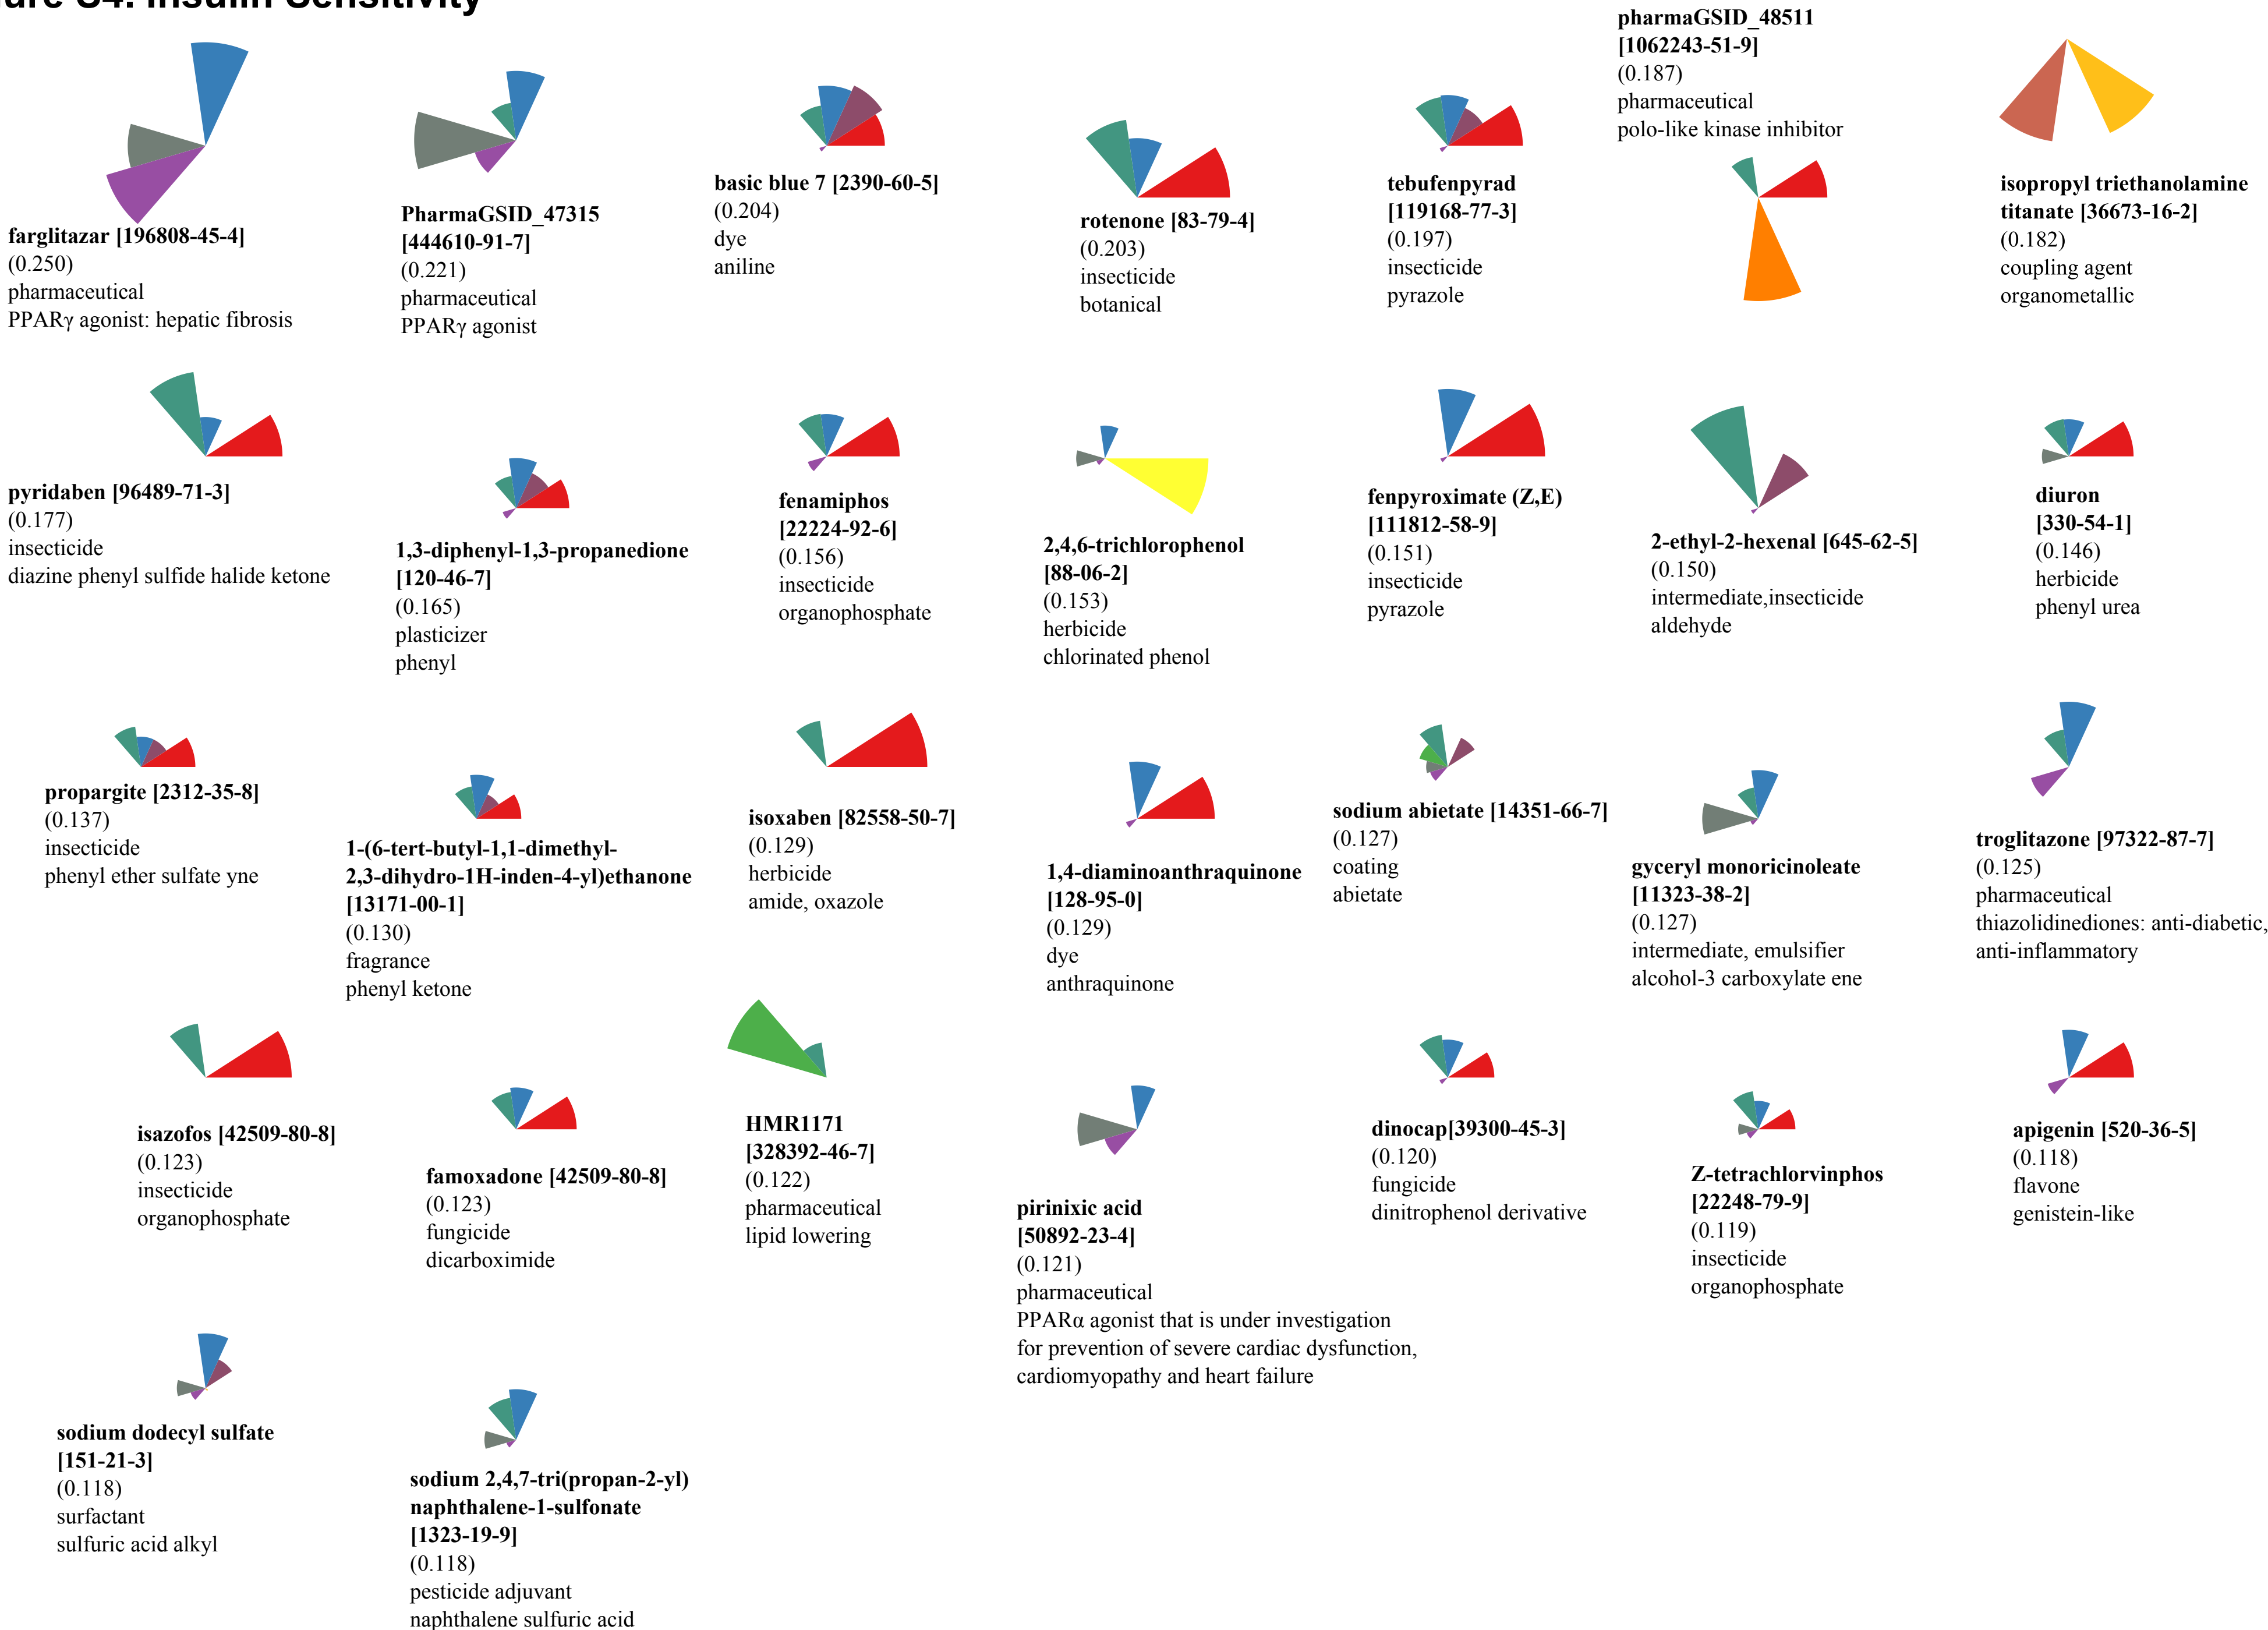 ure S4. Insulin Sensitivity
farglitazar [196808-45-4]
(0.250)
pharmaceutical
PPARγ agonist: hepatic fibrosis
PharmaGSID_47315
[444610-91-7]
(0.221)
pharmaceutical
PPARγ agonist
basic blue 7 [2390-60-5]
(0.204)
dye
aniline
rotenone [83-79-4]
(0.203)
insecticide
botanical
tebufenpyrad
[119168-77-3]
(0.197)
insecticide
pyrazole
pharmaGSID_48511
[1062243-51-9]
(0.187)
pharmaceutical
polo-like kinase inhibitor
isopropyl triethanolamine
titanate [36673-16-2]
(0.182)
coupling agent
organometallic
pyridaben [96489-71-3]
(0.177)
insecticide
diazine phenyl sulfide halide ketone
1,3-diphenyl-1,3-propanedione
[120-46-7]
(0.165)
plasticizer
phenyl
fenamiphos
[22224-92-6]
(0.156)
insecticide
organophosphate
2,4,6-trichlorophenol
[88-06-2]
(0.153)
herbicide
chlorinated phenol
fenpyroximate (Z,E)
[111812-58-9]
(0.151)
insecticide
pyrazole
2-ethyl-2-hexenal [645-62-5]
(0.150)
intermediate,insecticide
aldehyde
diuron
[330-54-1]
(0.146)
herbicide
phenyl urea
propargite [2312-35-8]
(0.137)
insecticide
phenyl ether sulfate yne
1-(6-tert-butyl-1,1-dimethyl-
2,3-dihydro-1H-inden-4-yl)ethanone
[13171-00-1]
(0.130)
fragrance
phenyl ketone
isoxaben [82558-50-7]
(0.129)
herbicide
amide, oxazole
1,4-diaminoanthraquinone
[128-95-0]
(0.129)
dye
anthraquinone
sodium abietate [14351-66-7]
(0.127)
coating
abietate
gyceryl monoricinoleate
[11323-38-2]
(0.127)
intermediate, emulsifier
alcohol-3 carboxylate ene
troglitazone [97322-87-7]
(0.125)
pharmaceutical
thiazolidinediones: anti-diabetic,
anti-inflammatory
isazofos [42509-80-8]
(0.123)
insecticide
organophosphate
famoxadone [42509-80-8]
(0.123)
fungicide
dicarboximide
HMR1171
[328392-46-7]
(0.122)
pharmaceutical
lipid lowering
pirinixic acid
[50892-23-4]
(0.121)
pharmaceutical
PPARα agonist that is under investigation
for prevention of severe cardiac dysfunction,
cardiomyopathy and heart failure
dinocap[39300-45-3]
(0.120)
fungicide
dinitrophenol derivative
Z-tetrachlorvinphos
[22248-79-9]
(0.119)
insecticide
organophosphate
apigenin [520-36-5]
(0.118)
flavone
genistein-like
sodium dodecyl sulfate
[151-21-3]
(0.118)
surfactant
sulfuric acid alkyl
sodium 2,4,7-tri(propan-2-yl)
naphthalene-1-sulfonate
[1323-19-9]
(0.118)
pesticide adjuvant
naphthalene sulfuric acid